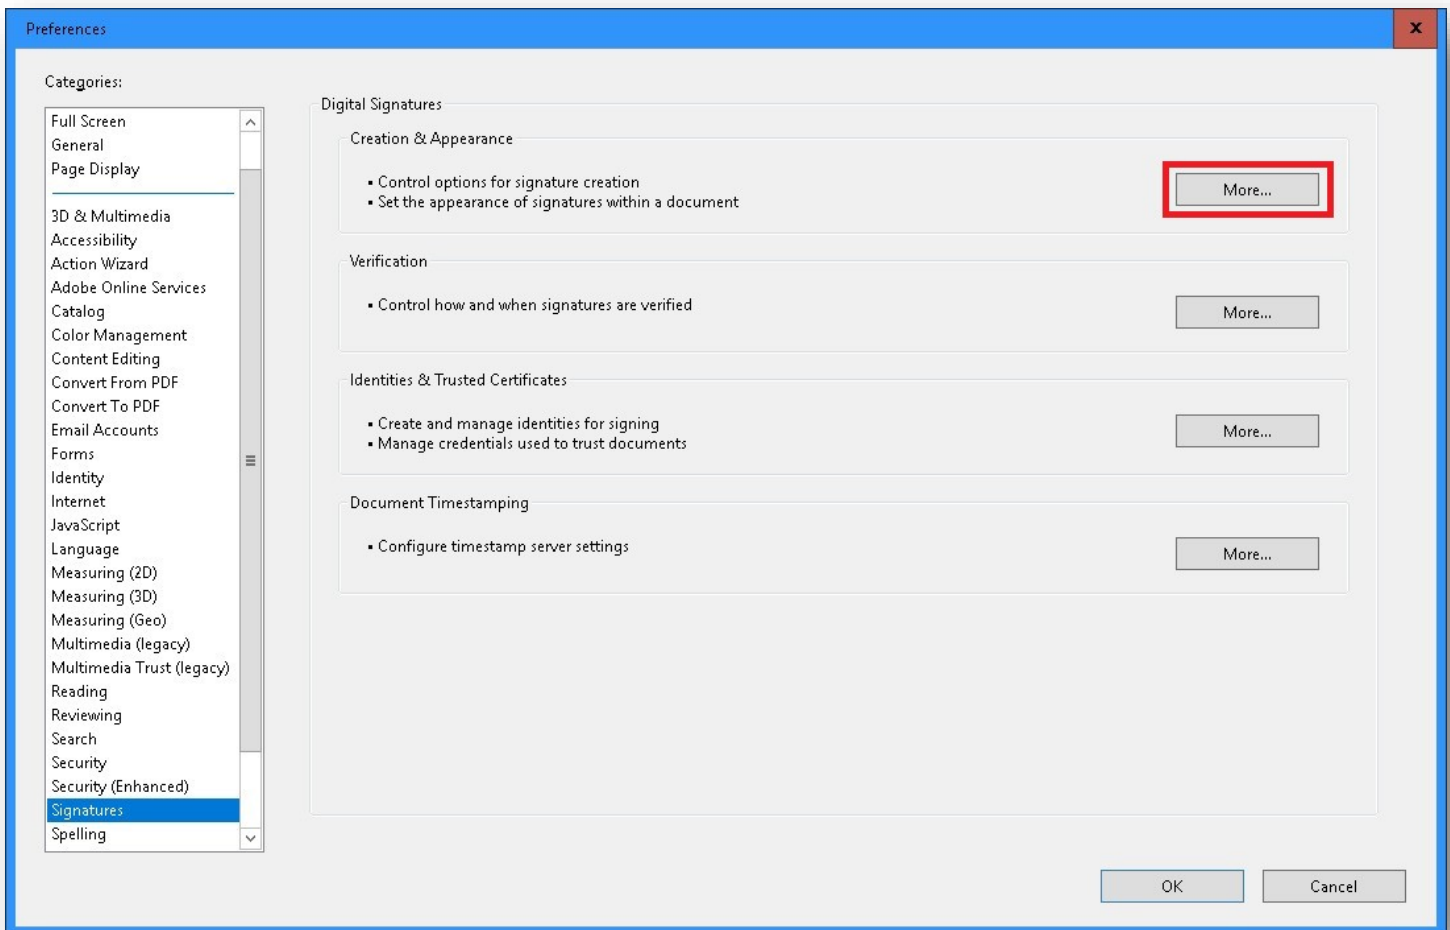 Preferences
x
Categories:
Full Screen
General
Page Display
3D & Multimedia
Accessibility
Action Wizard
Adobe Online Services
Catalog
Color Management
Content Editing
Convert From PDF
Convert To PDF
Email Accounts
Forms
Identity
Internet
JavaScript
Language
Measuring (2D)
Measuring (3D)
Measuring (Geo)
Multimedia (legacy)
Multimedia Trust (legacy)
Reading
Reviewing
Search
Security
Security (Enhanced)
Signatures
Spelling
Digital Signatures
Creation & Appearance
▪ Control options for signature creation
▪ Set the appearance of signatures within a document
More...
Verification
▪ Control how and when signatures are verified
More...
Identities & Trusted Certificates
▪ Create and manage identities for signing
▪ Manage credentials used to trust documents
More...
Document Timestamping
▪ Configure timestamp server settings
More...
OK
Cancel